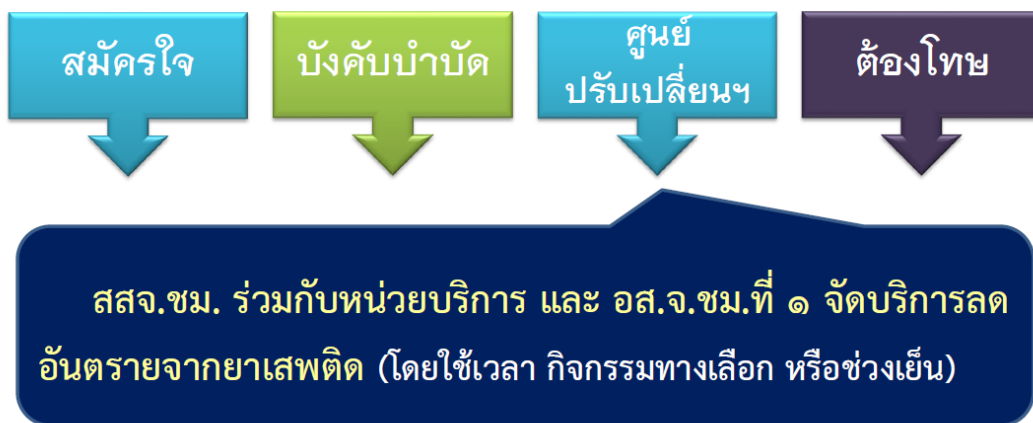 สมัครใจ
บังคับบำบัด
ศูนย์
ปรับเปลี่ยนฯ
ต้องโทษ
สสจ.ชม. ร่วมกับหน่วยบริการ และ อส.จ.ชม.ที่ ๑ จัดบริการลด
อันตรายจากยาเสพติด (โดยใช้เวลา กิจกรรมทางเลือก หรือช่วงเย็น)